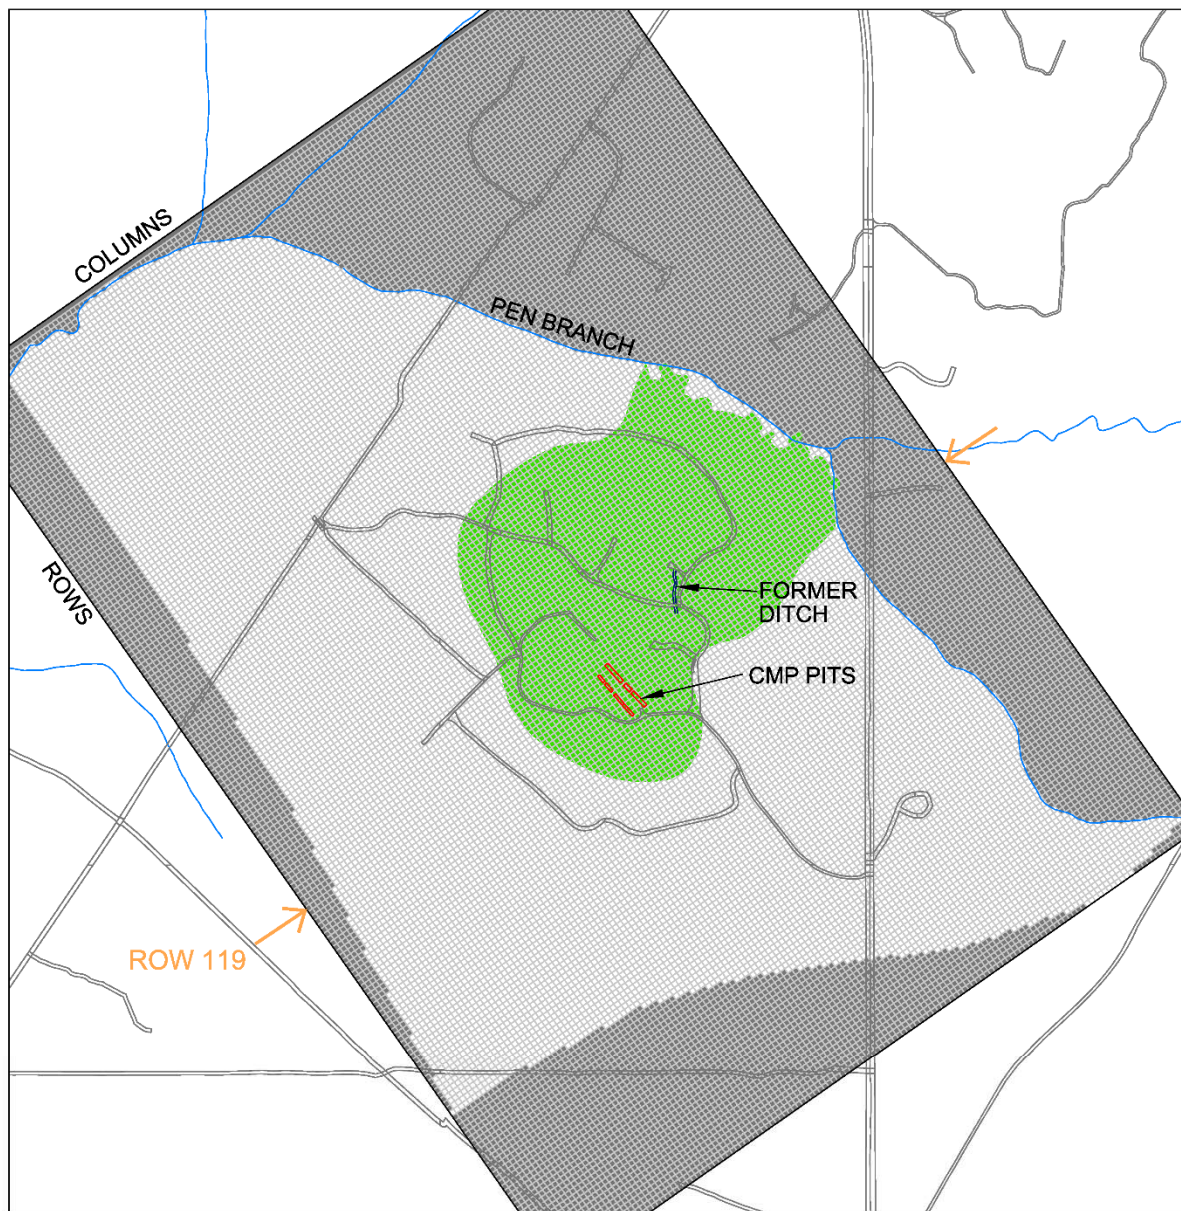 COLUMNS
PEN BRANCH
ROWS
FORMER
DITCH
CMP PITS
ROW 119